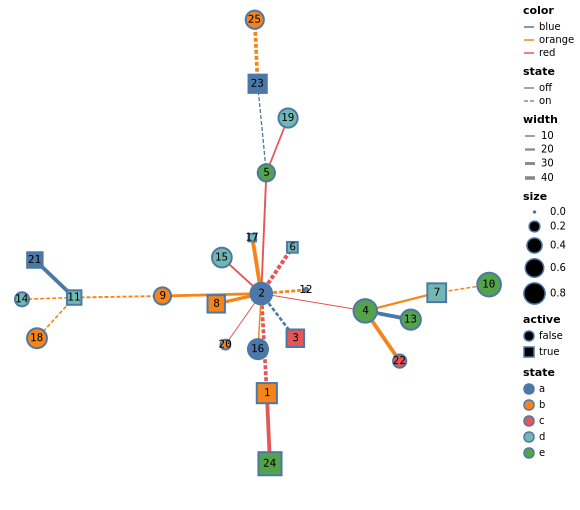 color
blue
orange
red
state
off
on
width
10
20
30
40
size
0.0
0.2
0.4
0.6
0.8
active
false
true
state
a
b
c
d
e
25
23
19
5
17
6
15
21
14
11
9
8
2
12
7
10
4
13
18
20
16
3
22
1
24